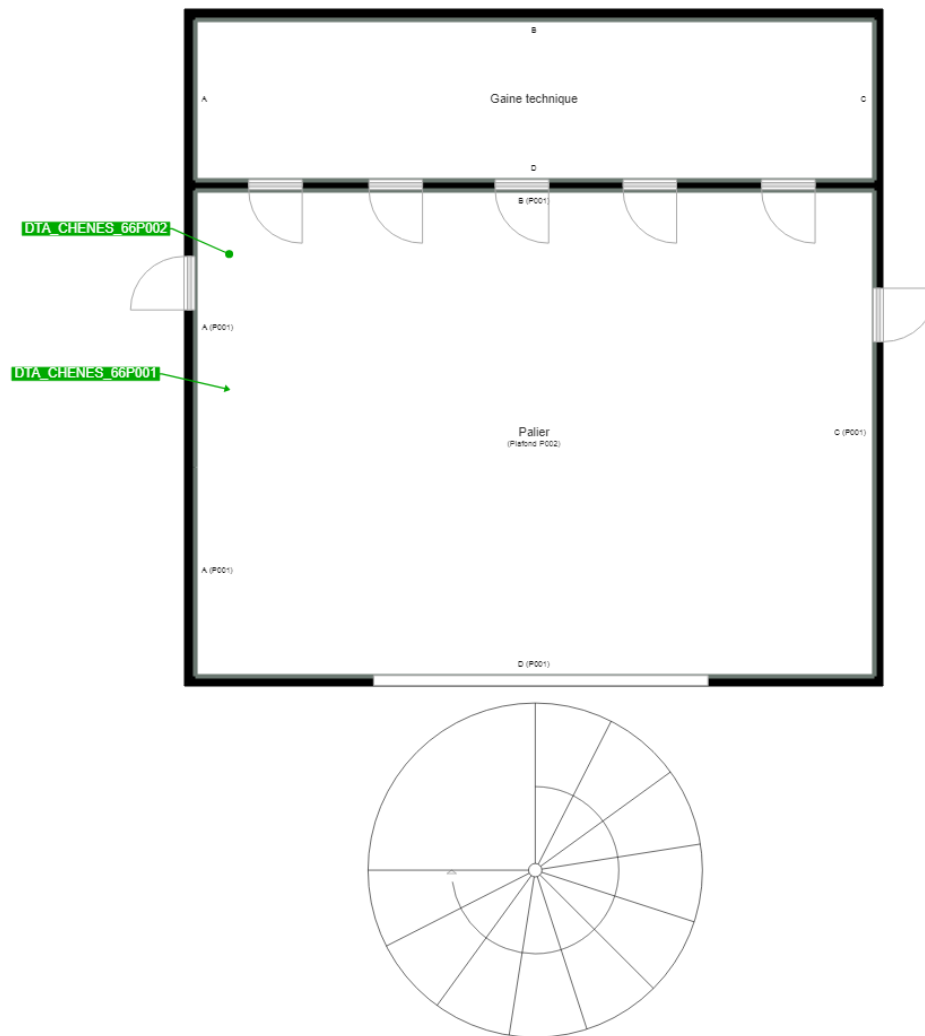 B
A
Gaine technique
C
D
B (P001)
DTA_CHENES_66P002
A (P001)
DTA_CHENES_66P001
Palier
(Plafond P002)
C (P001)
A (P001)
D (P001)